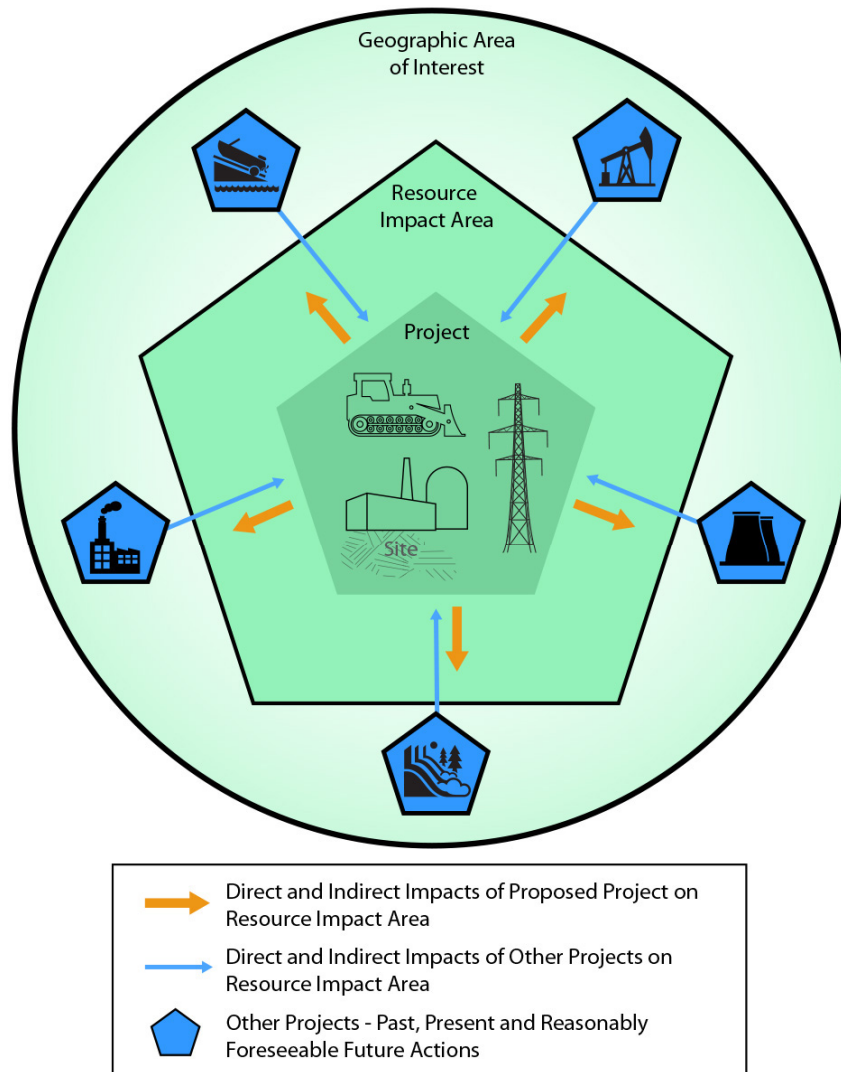 Geographic Area
of Interest
Resource
Impact Area
Project
Site
Direct and Indirect Impacts of Proposed Project on
Resource Impact Area
Direct and Indirect Impacts of Other Projects on
Resource Impact Area
Other Projects - Past, Present and Reasonably
Foreseeable Future Actions